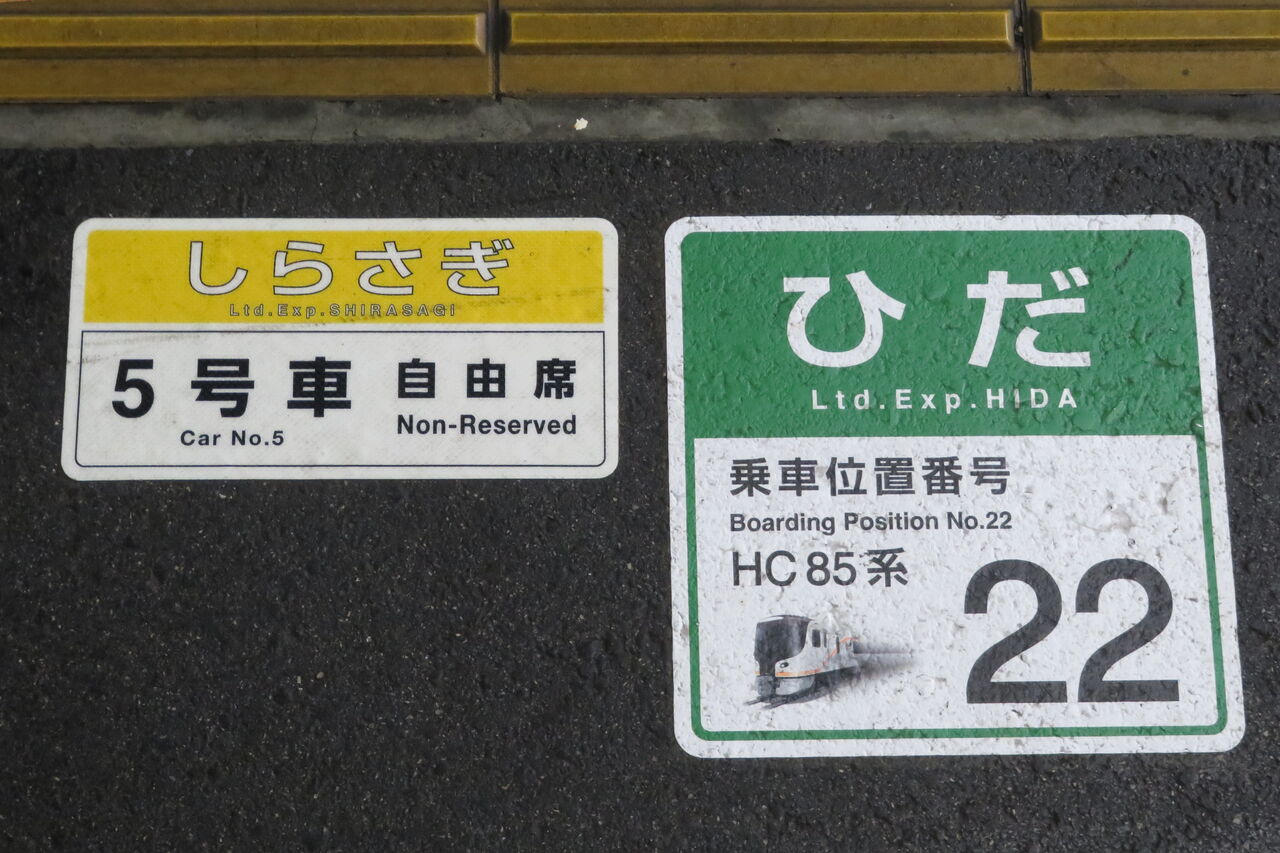 しらさぎ
Ltd.Exp.SHIRASAGI
5号車 自由席
Car No.5 Non-Reserved
ひだ
Ltd.Exp.HIDA
乗車位置番号
Boarding Position No.22
HC85系
22